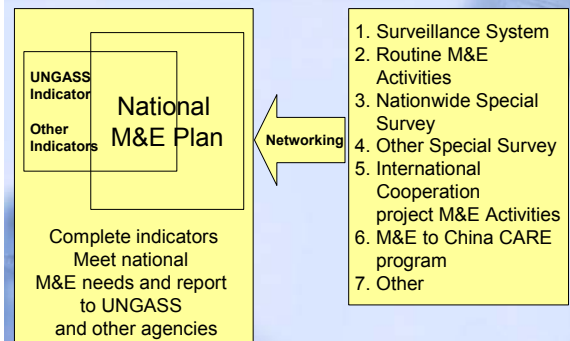 UNGASS
Indicator
Other
Indicators
National
M&E Plan
Complete indicators
Meet national
M&E needs and report
to UNGASS
and other agencies
Networking
1. Surveillance System
2. Routine M&E
Activities
3. Nationwide Special
Survey
4. Other Special Survey
5. International
Cooperation
project M&E Activities
6. M&E to China CARE
program
7. Other